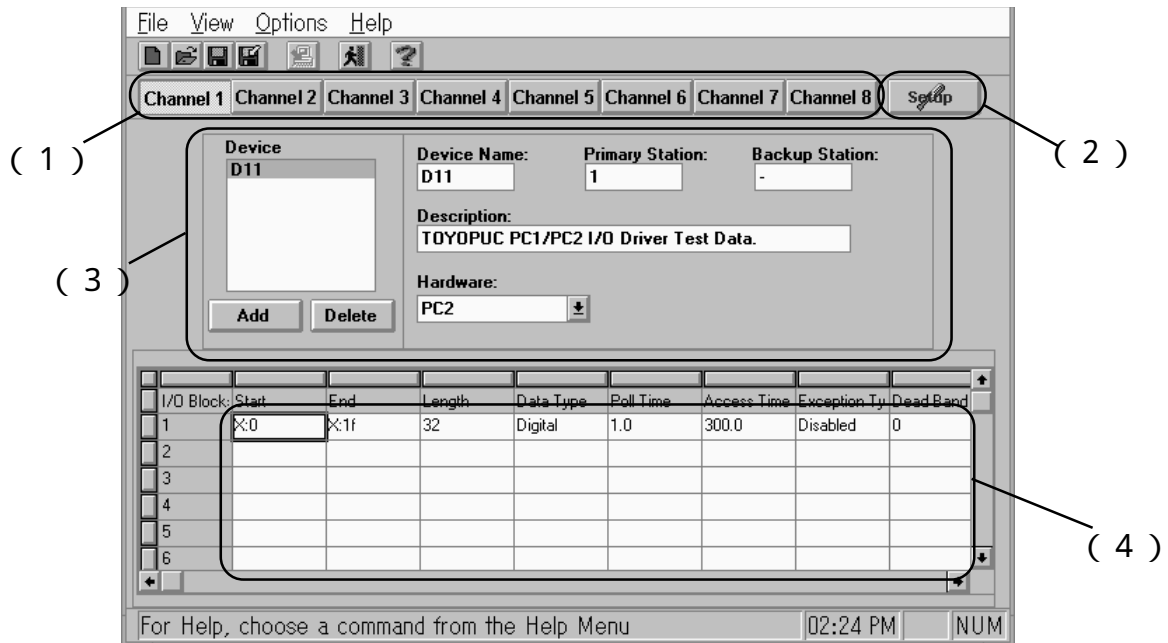 File View Options Help
Channel 1 Channel 2 Channel 3 Channel 4 Channel 5 Channel 6 Channel 7 Channel 8 Setup
( 1 )
( 2 )
Device
D11
Device Name: Primary Station: Backup Station:
D11 1 -
Description:
TOYOPUC PC1/PC2 I/O Driver Test Data.
( 3 )
Hardware:
PC2
Add Delete
I/O Block: Start End Length Data Type Poll Time Access Time Exception Ty Dead Band
1 X:0 X:1f 32 Digital 1.0 300.0 Disabled 0
2
3
4
5
6
( 4 )
For Help, choose a command from the Help Menu 02:24 PM NUM